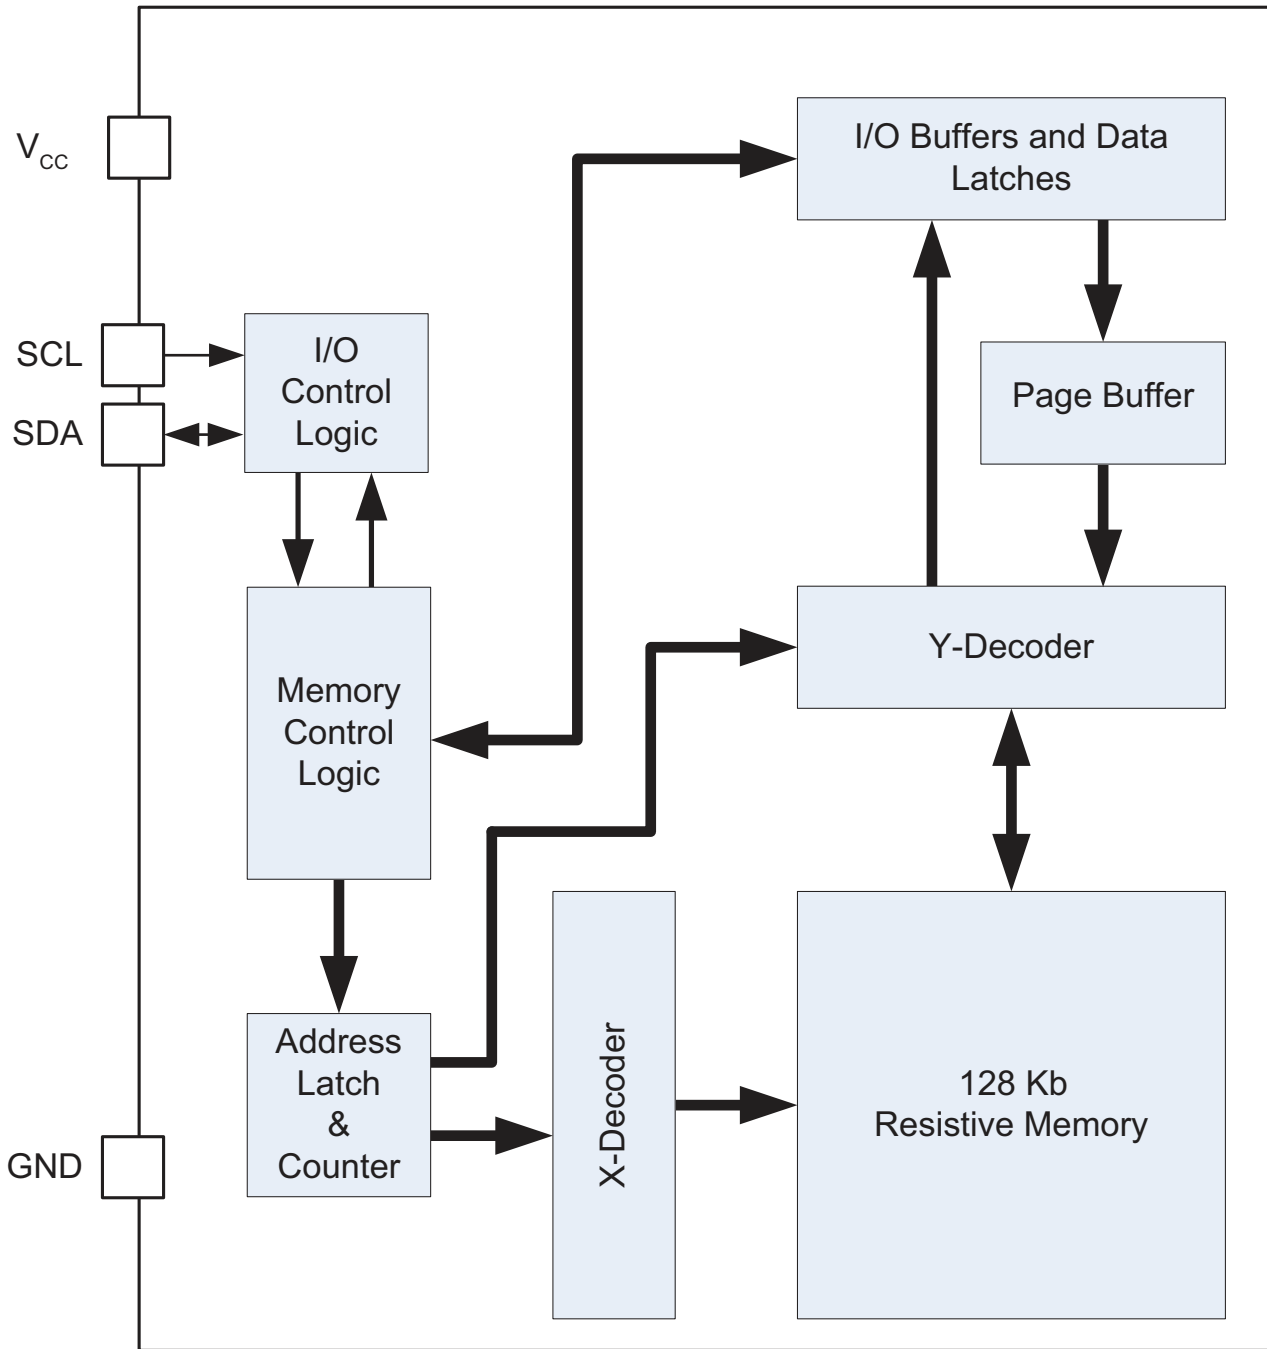 V_CC
I/O Buffers and Data
Latches
SCL
I/O
Control
Logic
SDA
Page Buffer
Memory
Control
Logic
Y-Decoder
Address
Latch
&
Counter
X-Decoder
128 Kb
Resistive Memory
GND